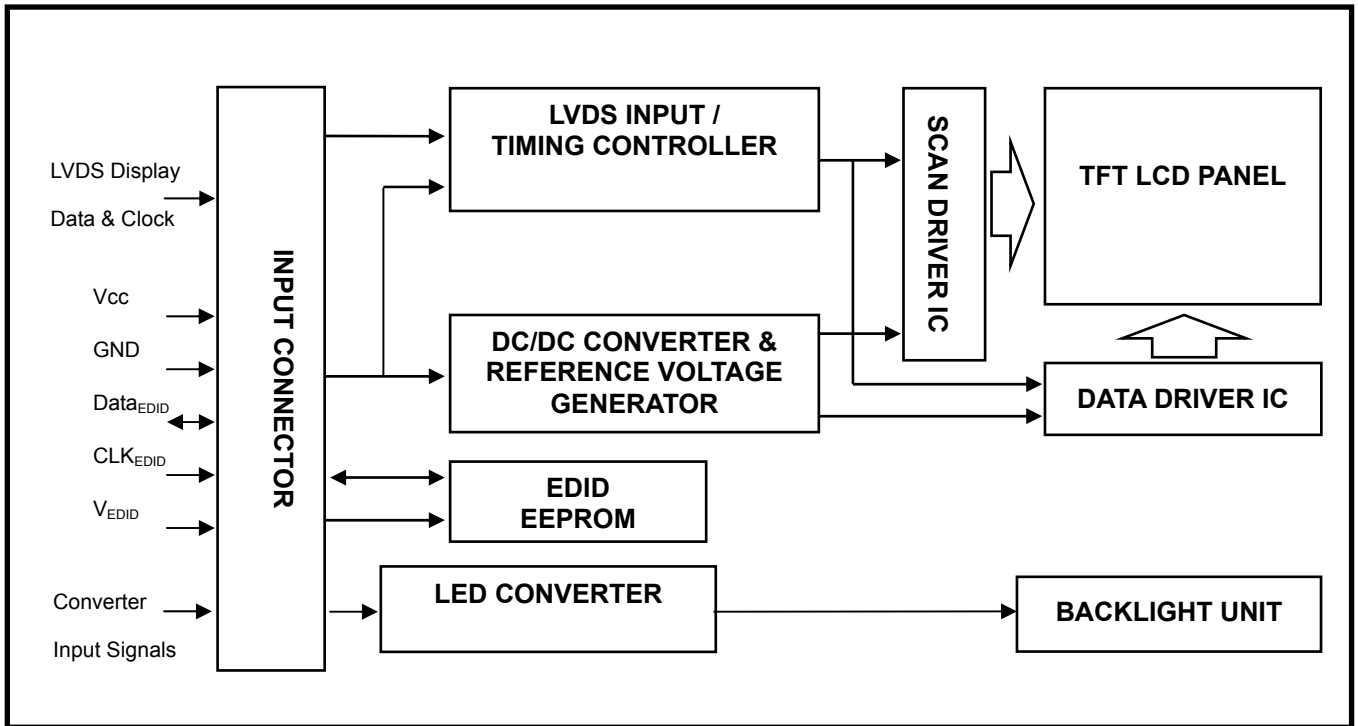 LVDS Display
Data & Clock
Vcc
GND
DataEDID
CLKEDID
VEDID
Converter
Input Signals
INPUT CONNECTOR
LVDS INPUT /
TIMING CONTROLLER
DC/DC CONVERTER &
REFERENCE VOLTAGE
GENERATOR
EDID
EEPROM
LED CONVERTER
SCAN DRIVER IC
TFT LCD PANEL
DATA DRIVER IC
BACKLIGHT UNIT